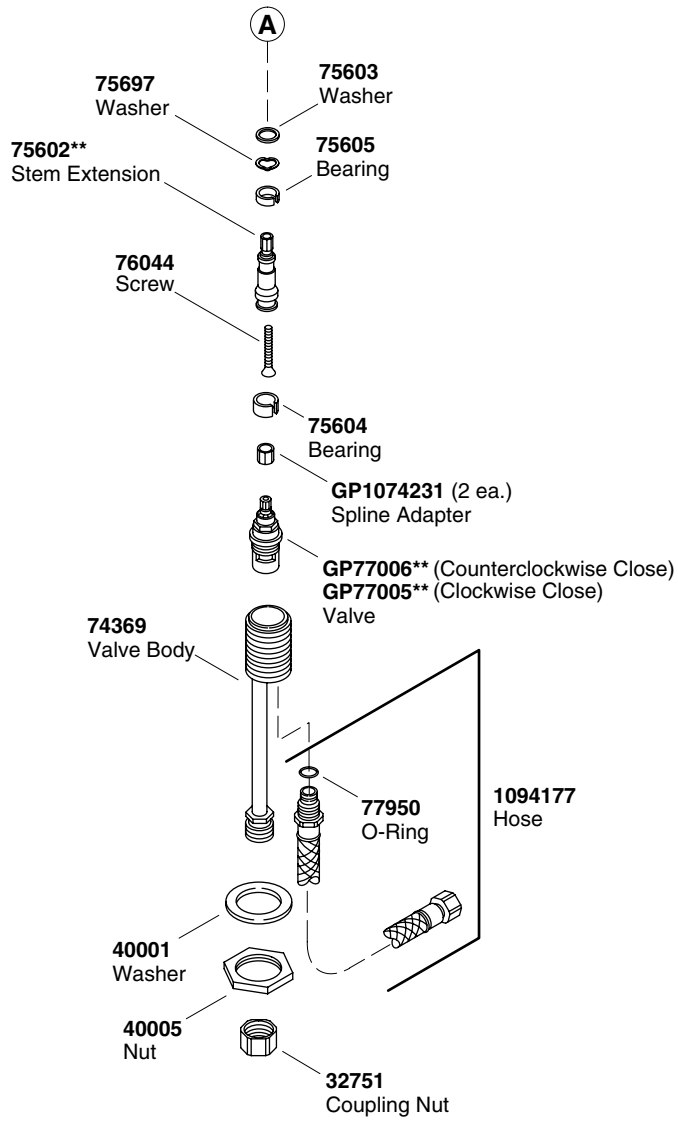 A
75603
Washer
75697
Washer
75605
Bearing
75602**
Stem Extension
76044
Screw
75604
Bearing
GP1074231 (2 ea.)
Spline Adapter
GP77006** (Counterclockwise Close)
GP77005** (Clockwise Close)
Valve
74369
Valve Body
77950
O-Ring
1094177
Hose
40001
Washer
40005
Nut
32751
Coupling Nut